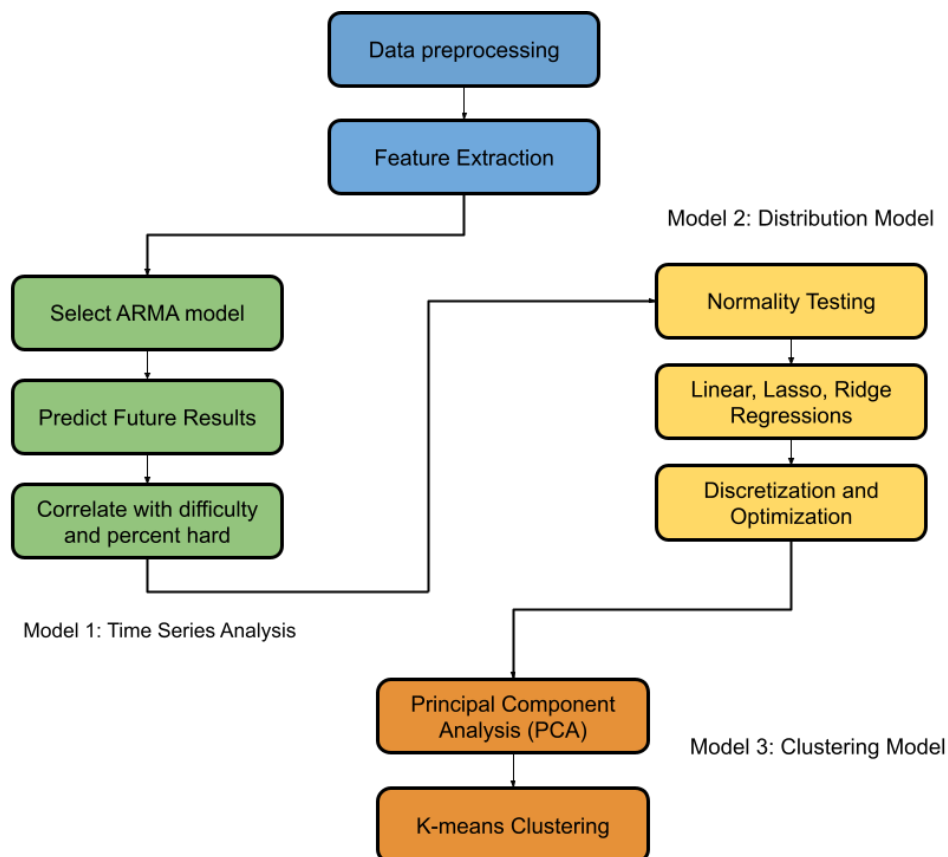 Data preprocessing
Feature Extraction
Select ARMA model
Predict Future Results
Correlate with difficulty
and percent hard
Model 1: Time Series Analysis
Model 2: Distribution Model
Normality Testing
Linear, Lasso, Ridge
Regressions
Discretization and
Optimization
Principal Component
Analysis (PCA)
Model 3: Clustering Model
K-means Clustering